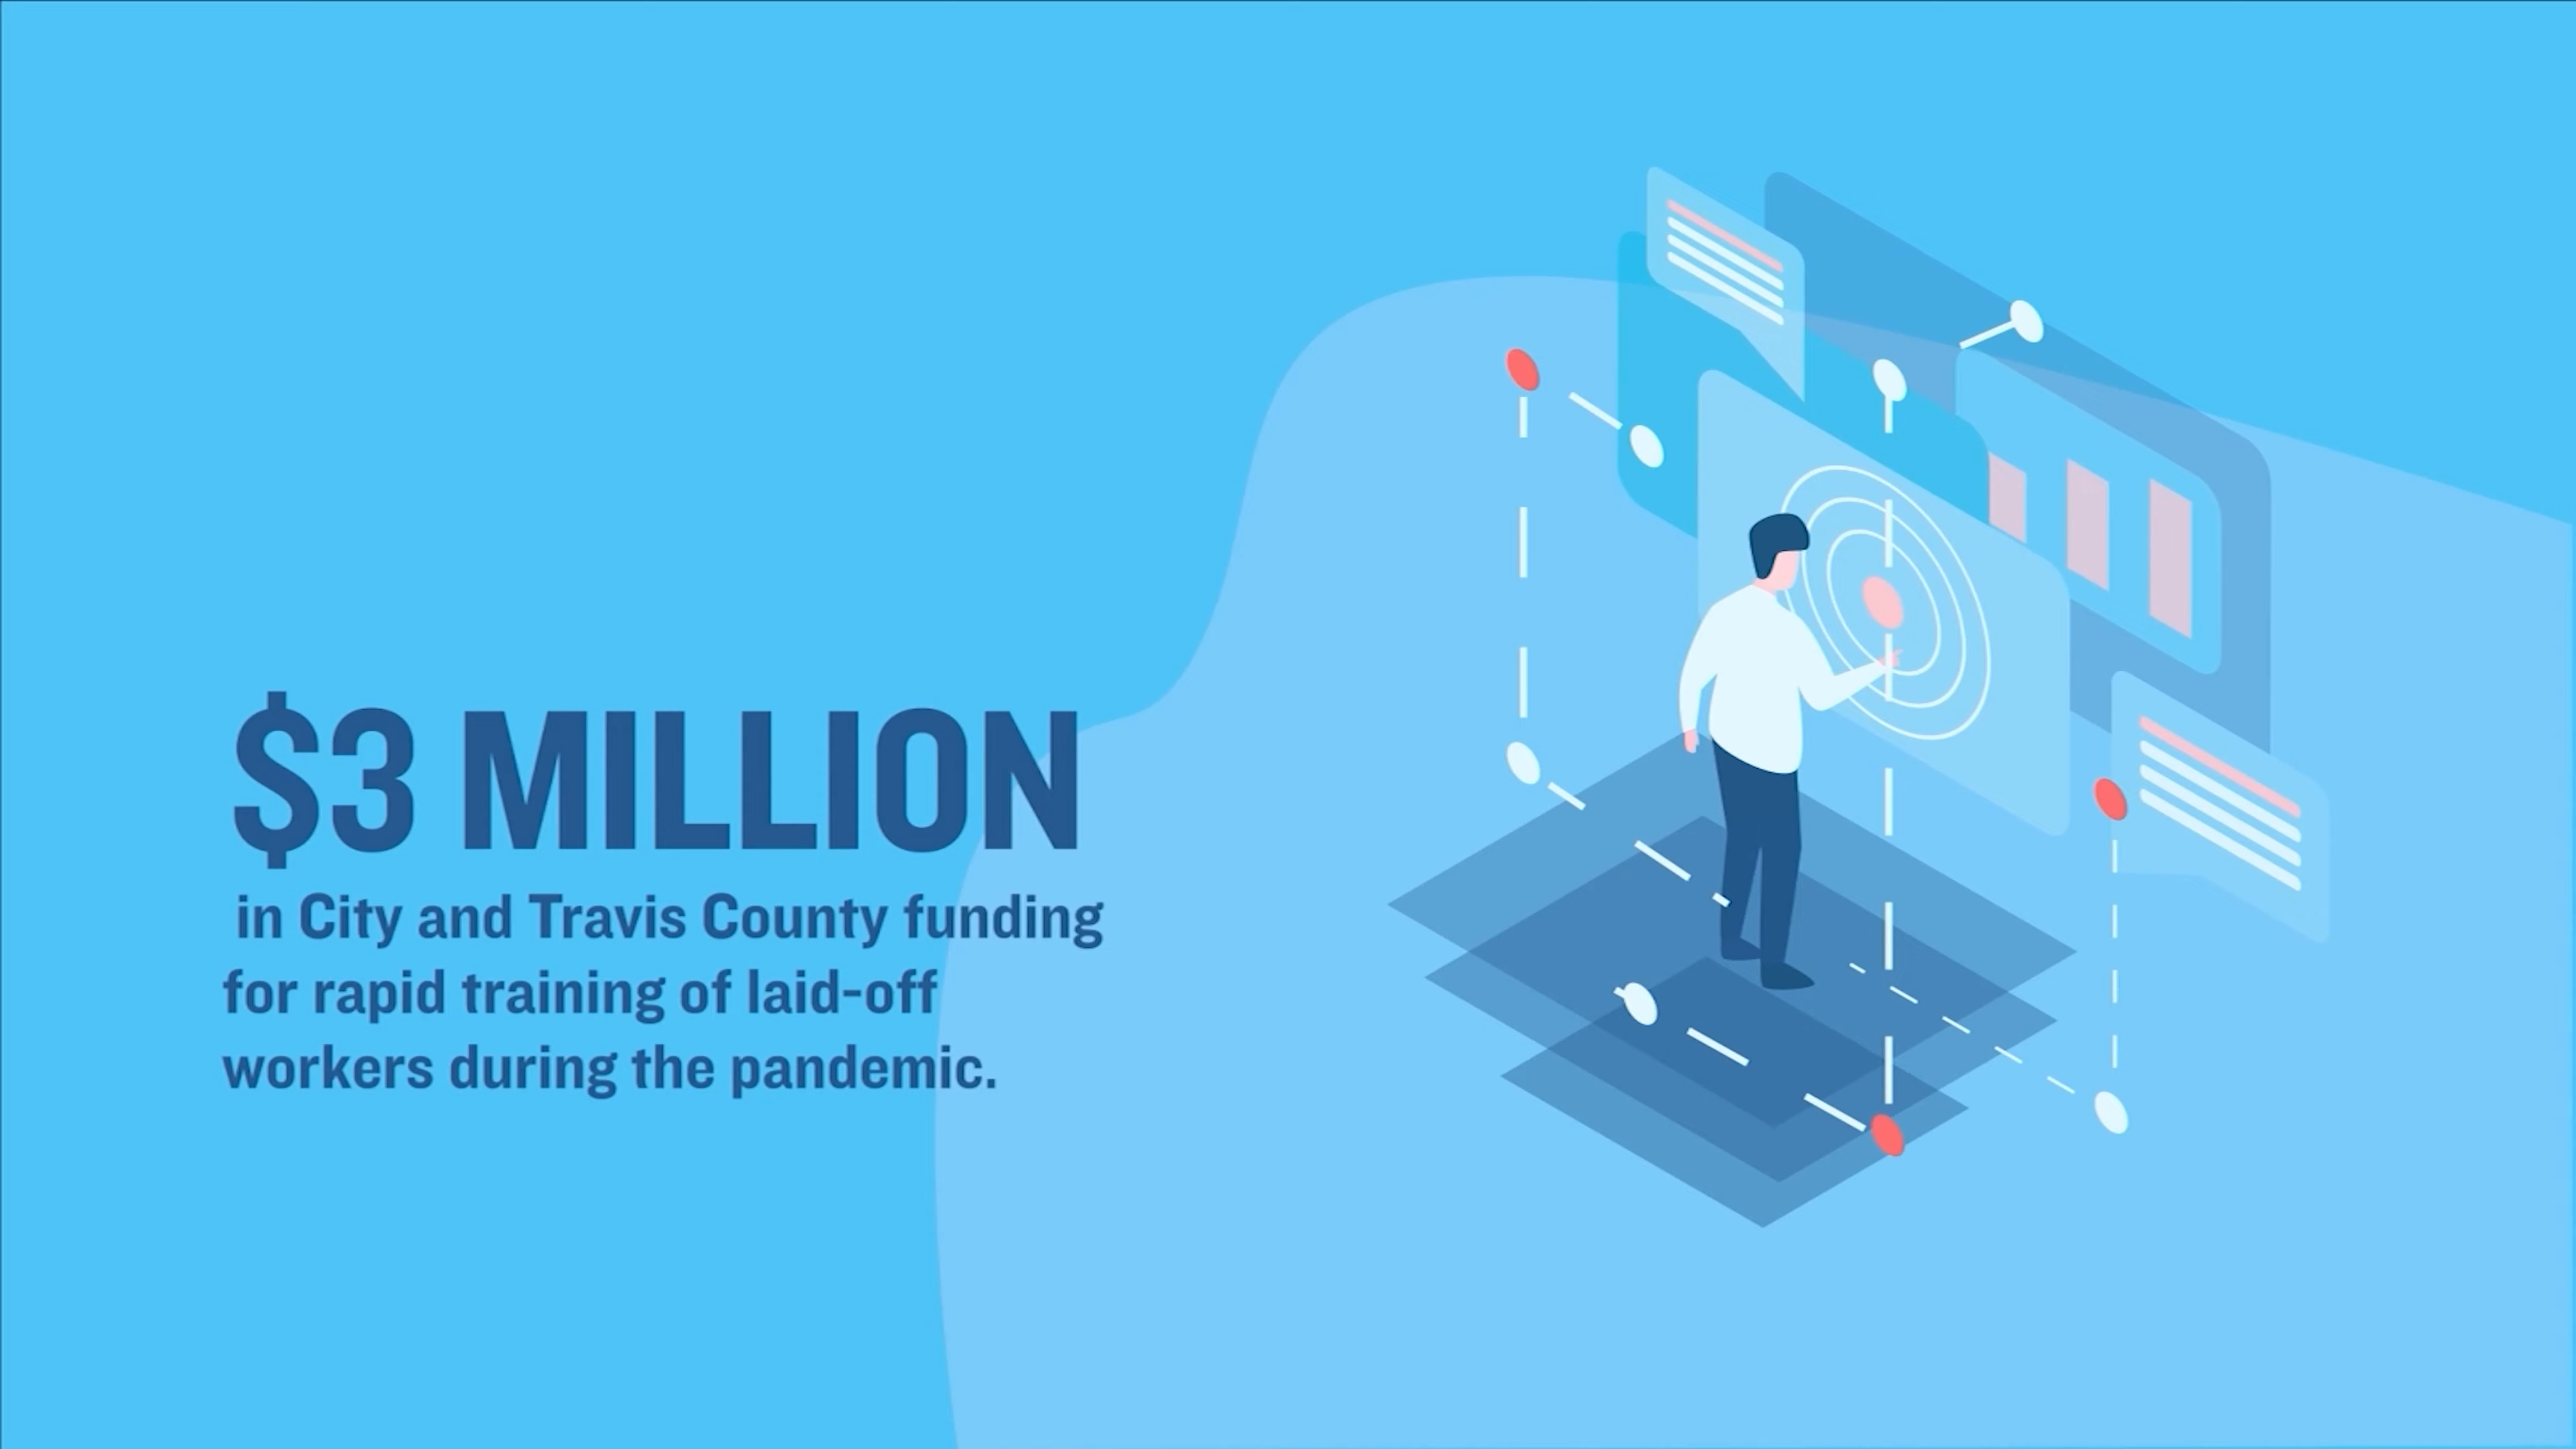 $3 MILLION
in City and Travis County funding
for rapid training of laid-off
workers during the pandemic.